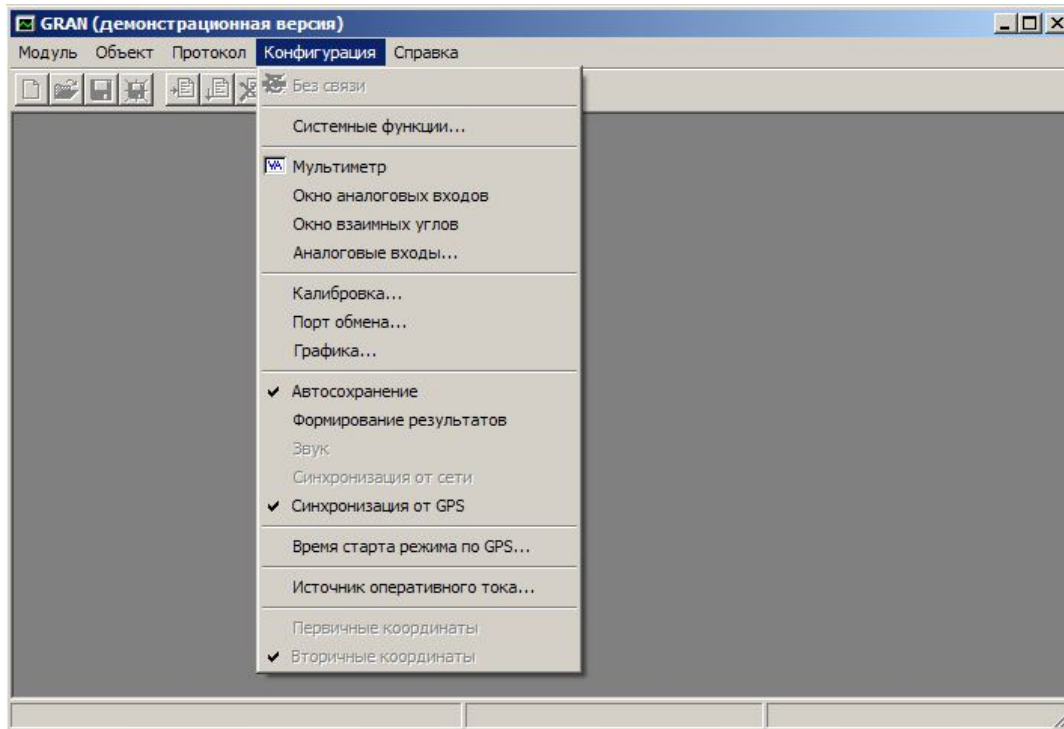 GRAN (демонстрационная версия)
Модуль Объект Протокол Конфигурация Справка
Без связи
Системные функции...
VA Мультиметр
Окно аналоговых входов
Окно взаимных углов
Аналоговые входы...
Калибровка...
Порт обмена...
Графика...
Автосохранение
Формирование результатов
Звук
Синхронизация от сети
Синхронизация от GPS
Время старта режима по GPS...
Источник оперативного тока...
Первичные координаты
Вторичные координаты